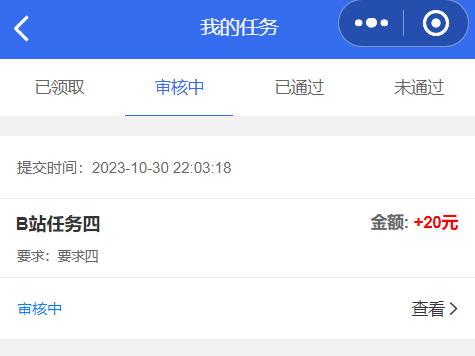 我的任务
已领取 审核中 已通过 未通过
提交时间：2023-10-30 22:03:18
B站任务四 金额: +20元
要求：要求四
审核中 查看